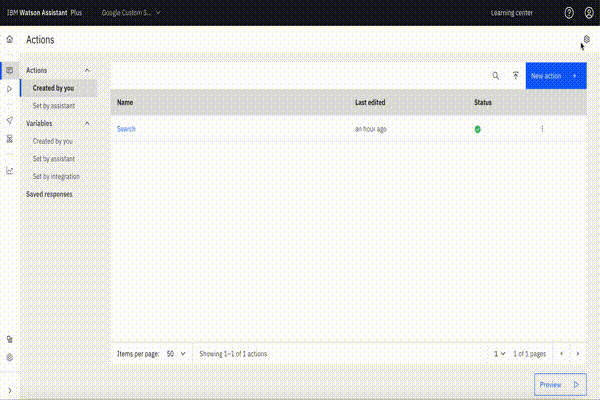 IBM Watson Assistant Plus
Google Custom S...
Learning center
Actions
Actions
Created by you
Set by assistant
Variables
Created by you
Set by assistant
Set by integration
Saved responses
New action +
Name Last edited Status
Search an hour ago
Items per page: 50 Showing 1–1 of 1 actions 1 1 of 1 pages
Preview